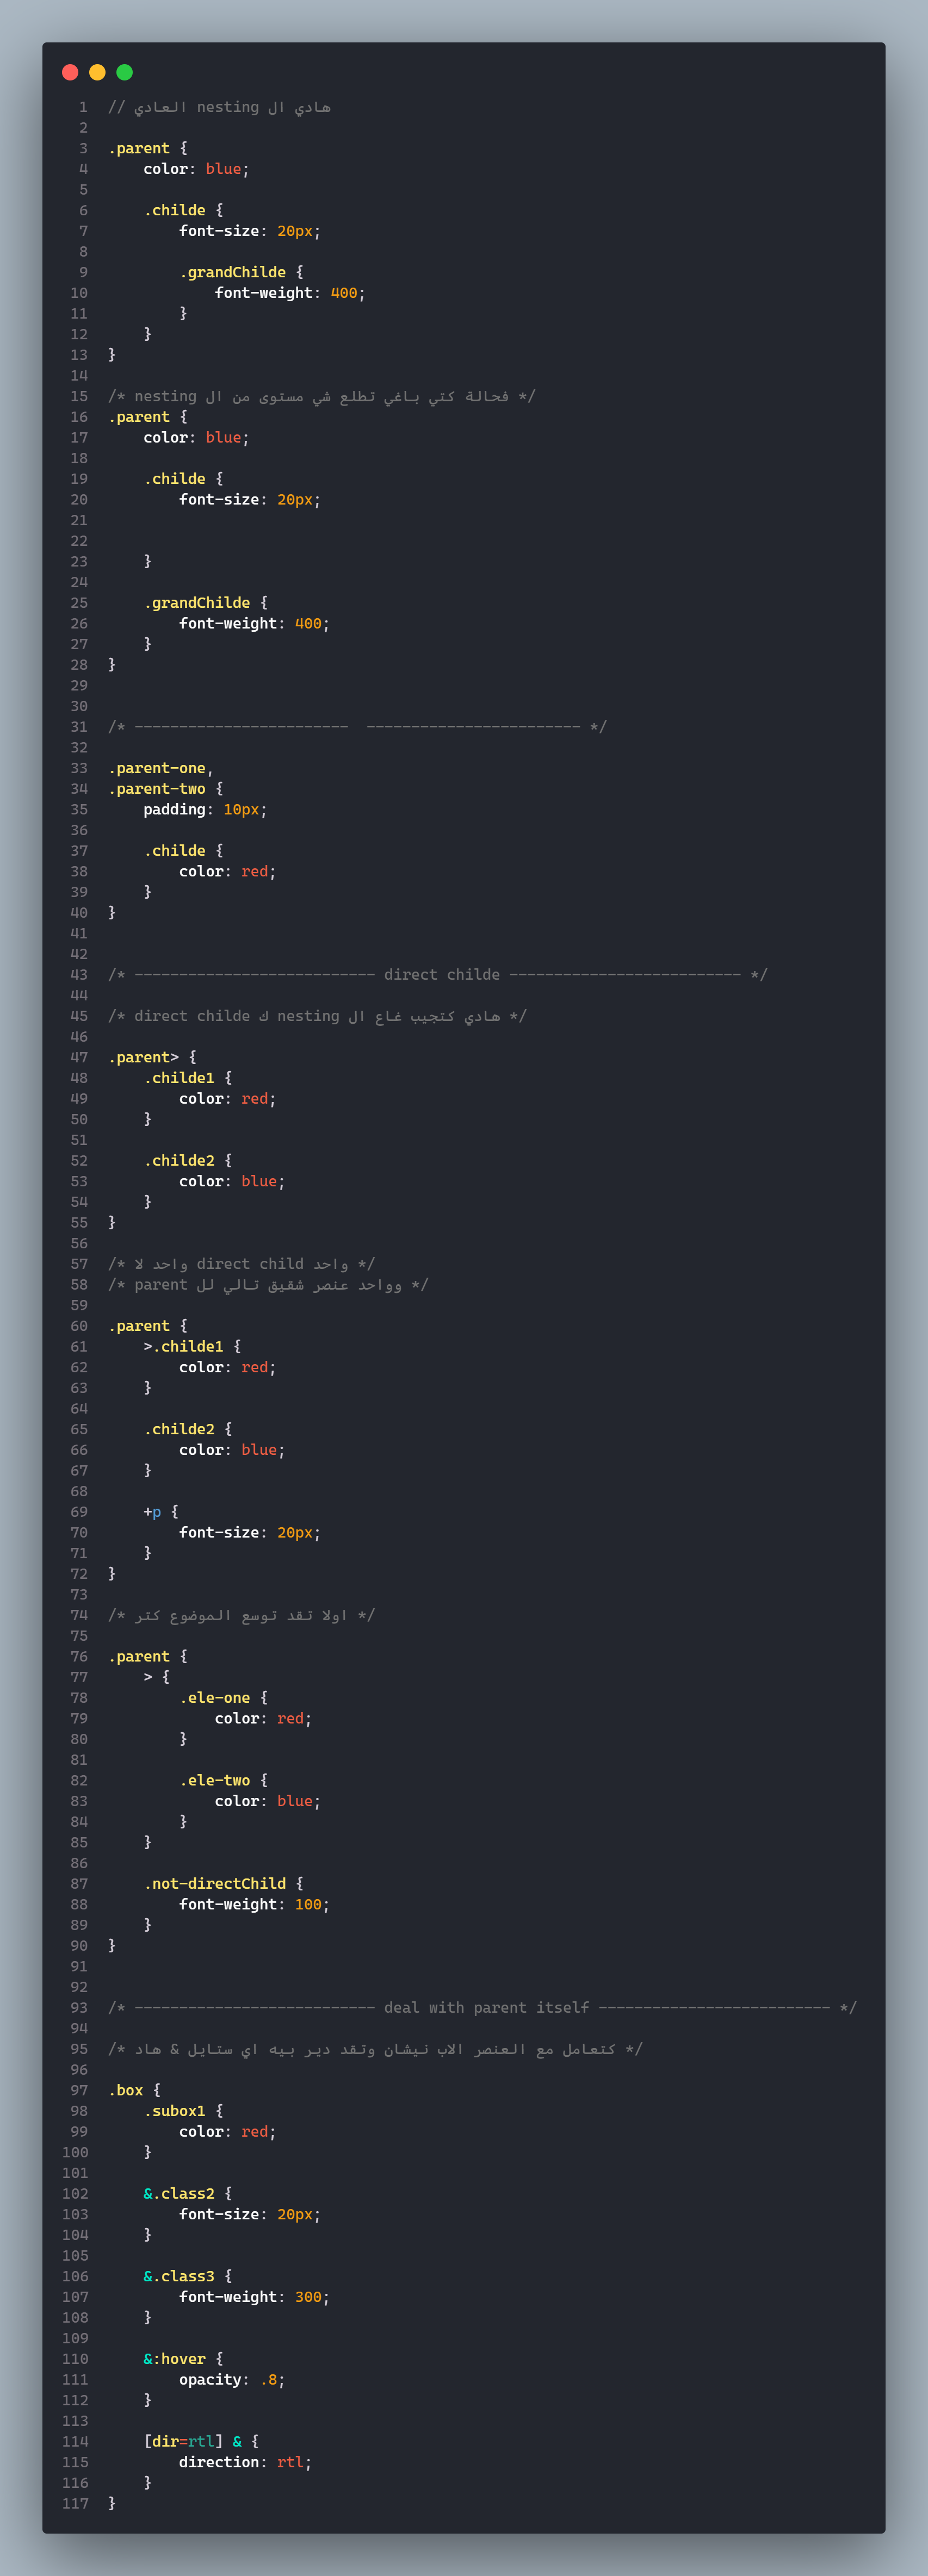 1 // هادي ال nesting العادي
2
3 .parent {
4     color: blue;
5
6     .childe {
7         font-size: 20px;
8
9         .grandChilde {
10             font-weight: 400;
11         }
12     }
13 }
14
15 /* فحالة كتي باغي تطلع شي مستوى من ال nesting */
16 .parent {
17     color: blue;
18
19     .childe {
20         font-size: 20px;
21
22
23     }
24
25     .grandChilde {
26         font-weight: 400;
27     }
28 }
29
30
31 /* ------------------------  ------------------------ */
32
33 .parent-one,
34 .parent-two {
35     padding: 10px;
36
37     .childe {
38         color: red;
39     }
40 }
41
42
43 /* --------------------------- direct childe -------------------------- */
44
45 /* هادي كتجيب غاع ال nesting ك direct childe */
46
47 .parent> {
48     .childe1 {
49         color: red;
50     }
51
52     .childe2 {
53         color: blue;
54     }
55 }
56
57 /* واحد direct child واحد لا */
58 /* وواحد عنصر شقيق تالي لل parent */
59
60 .parent {
61     >.childe1 {
62         color: red;
63     }
64
65     .childe2 {
66         color: blue;
67     }
68
69     +p {
70         font-size: 20px;
71     }
72 }
73
74 /* اولا تقد توسع الموضوع كتر */
75
76 .parent {
77     > {
78         .ele-one {
79             color: red;
80         }
81
82         .ele-two {
83             color: blue;
84         }
85     }
86
87     .not-directChild {
88         font-weight: 100;
89     }
90 }
91
92
93 /* --------------------------- deal with parent itself -------------------------- */
94
95 /* كتعامل مع العنصر الاب نيشان وتقد دير بيه اي ستايل & هاد */
96
97 .box {
98     .subox1 {
99         color: red;
100     }
101
102     &.class2 {
103         font-size: 20px;
104     }
105
106     &.class3 {
107         font-weight: 300;
108     }
109
110     &:hover {
111         opacity: .8;
112     }
113
114     [dir=rtl] & {
115         direction: rtl;
116     }
117 }